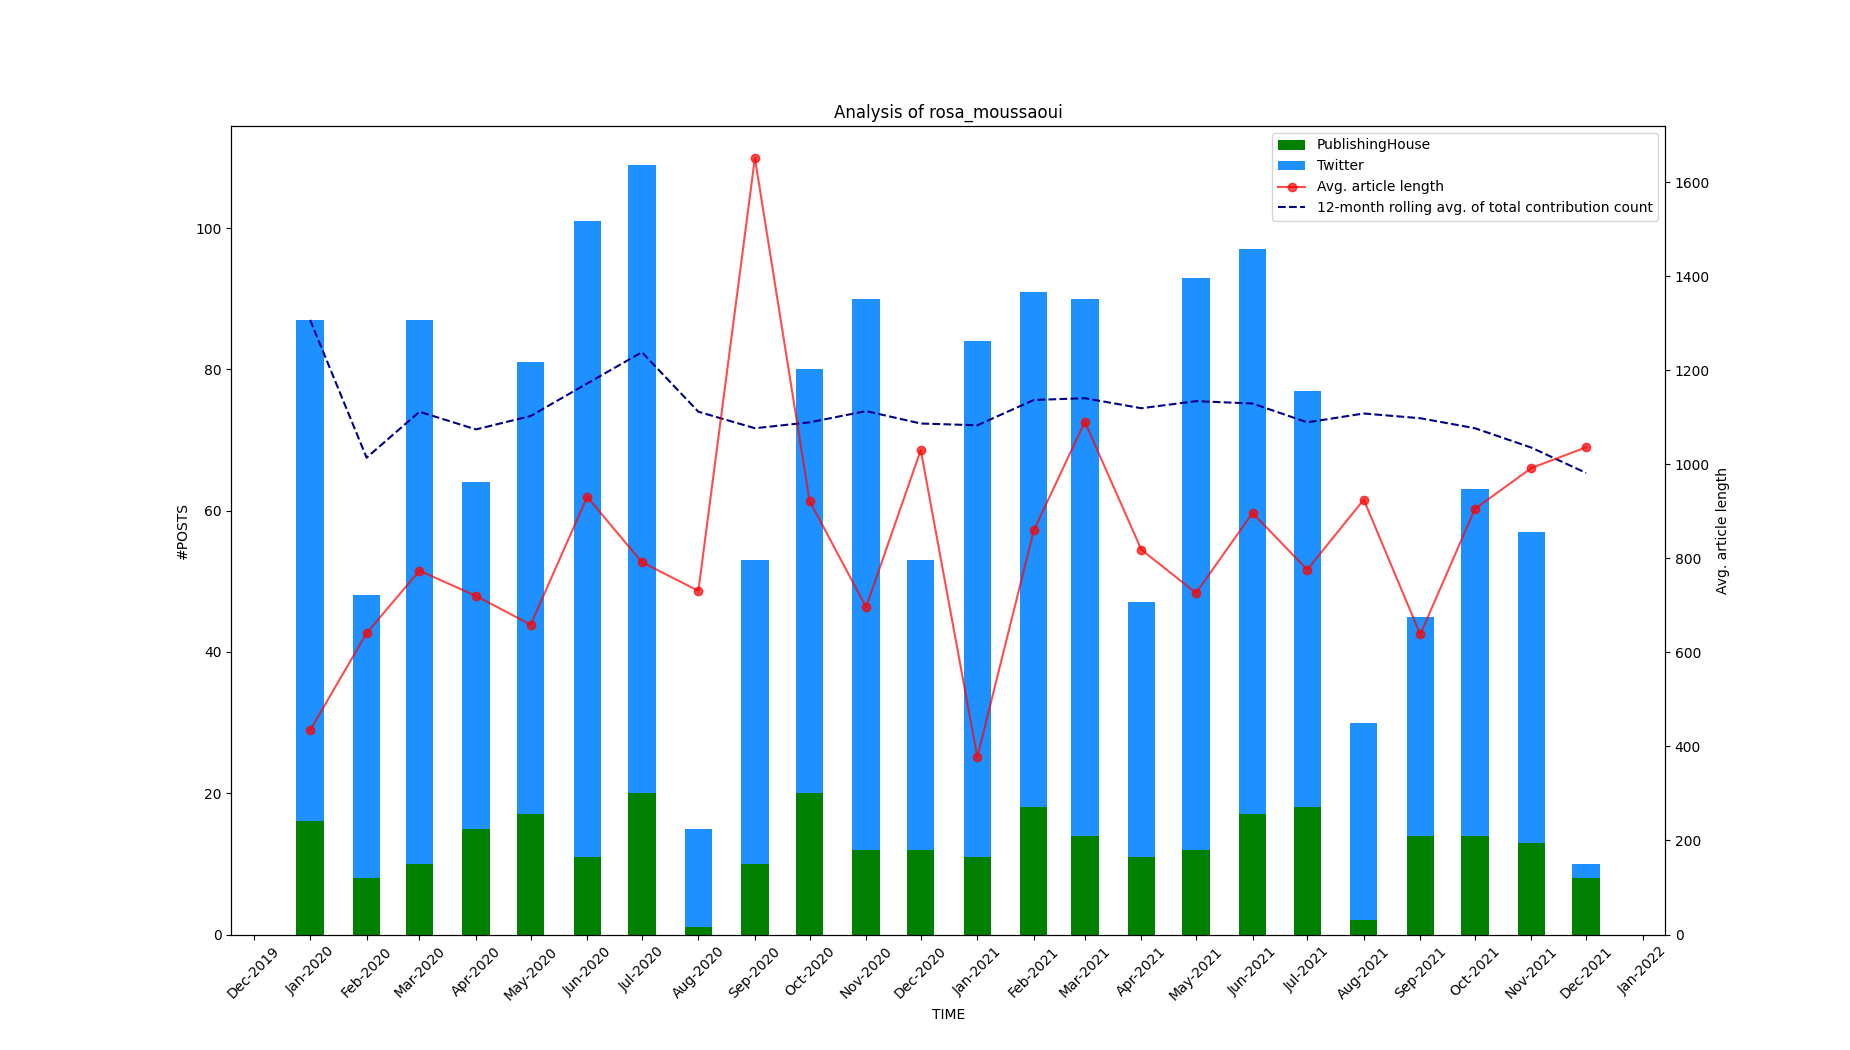 Analysis of rosa_moussaoui
PublishingHouse
Twitter
Avg. article length
12-month rolling avg. of total contribution count
#POSTS
100
80
60
40
20
0
1600
1400
1200
1000
800
600
400
200
0
Avg. article length
Dec-2019
Jan-2020
Feb-2020
Mar-2020
Apr-2020
May-2020
Jun-2020
Jul-2020
Aug-2020
Sep-2020
Oct-2020
Nov-2020
Dec-2020
Jan-2021
Feb-2021
Mar-2021
Apr-2021
May-2021
Jun-2021
Jul-2021
Aug-2021
Sep-2021
Oct-2021
Nov-2021
Dec-2021
Jan-2022
TIME